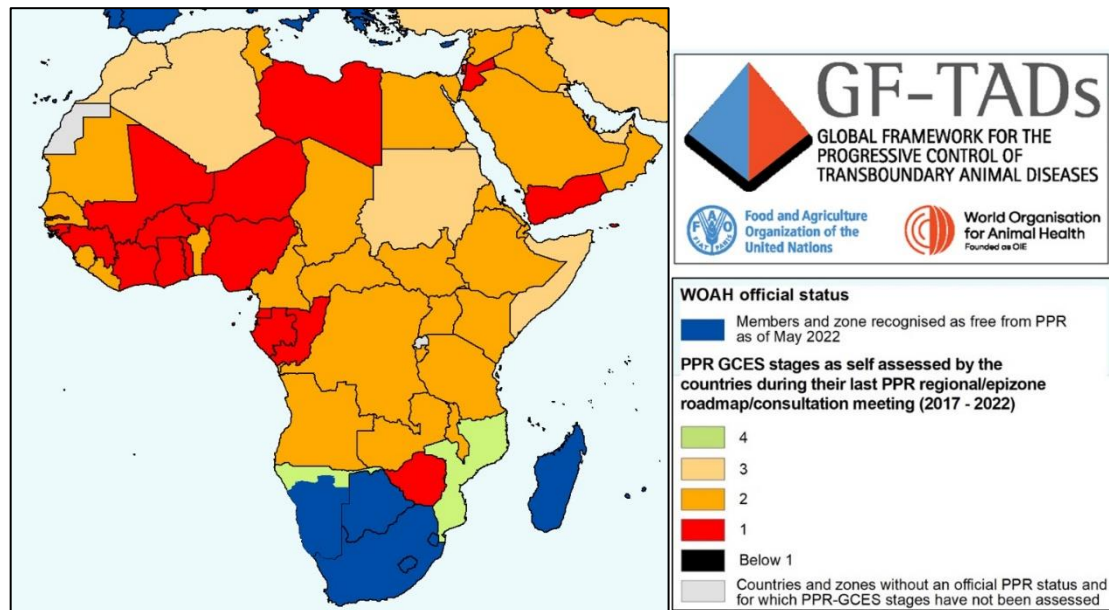 GF-TADs
GLOBAL FRAMEWORK FOR THE
PROGRESSIVE CONTROL OF
TRANSBOUNDARY ANIMAL DISEASES
FAO
FIAT PANIS
Food and Agriculture
Organization of the
United Nations
World Organisation
for Animal Health
Founded as OIE
WOAH official status
Members and zone recognised as free from PPR
as of May 2022
PPR GCES stages as self assessed by the
countries during their last PPR regional/epizone
roadmap/consultation meeting (2017 - 2022)
4
3
2
1
Below 1
Countries and zones without an official PPR status and
for which PPR-GCES stages have not been assessed